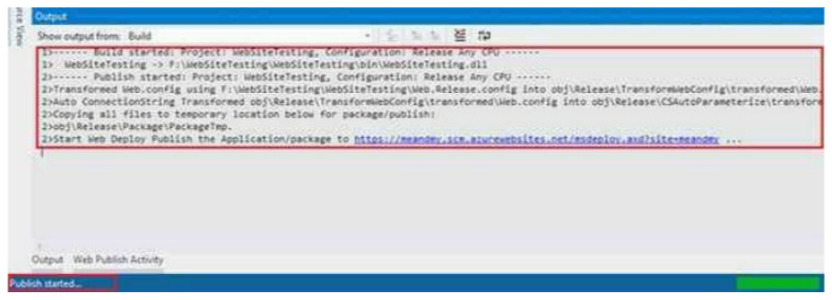 rce View
Output
Show output from: Build
1>------ Build started: Project: WebSiteTesting, Configuration: Release Any CPU ------
1>  WebSiteTesting -> F:\WebSiteTesting\WebSiteTesting\bin\WebSiteTesting.dll
2>------ Publish started: Project: WebSiteTesting, Configuration: Release Any CPU ------
2>Transformed Web.config using F:\WebSiteTesting\WebSiteTesting\Web.Release.config into obj\Release\TransformWebConfig\transformed\Web.
2>Auto ConnectionString Transformed obj\Release\TransformWebConfig\transformed\Web.config into obj\Release\CSAutoParameterize\transform
2>Copying all files to temporary location below for package/publish:
2>obj\Release\Package\PackageTmp.
2>Start Web Deploy Publish the Application/package to https://meandmy.scm.azurewebsites.net/msdeploy.axd?site=meandmy ...
Output  Web Publish Activity
Publish started...